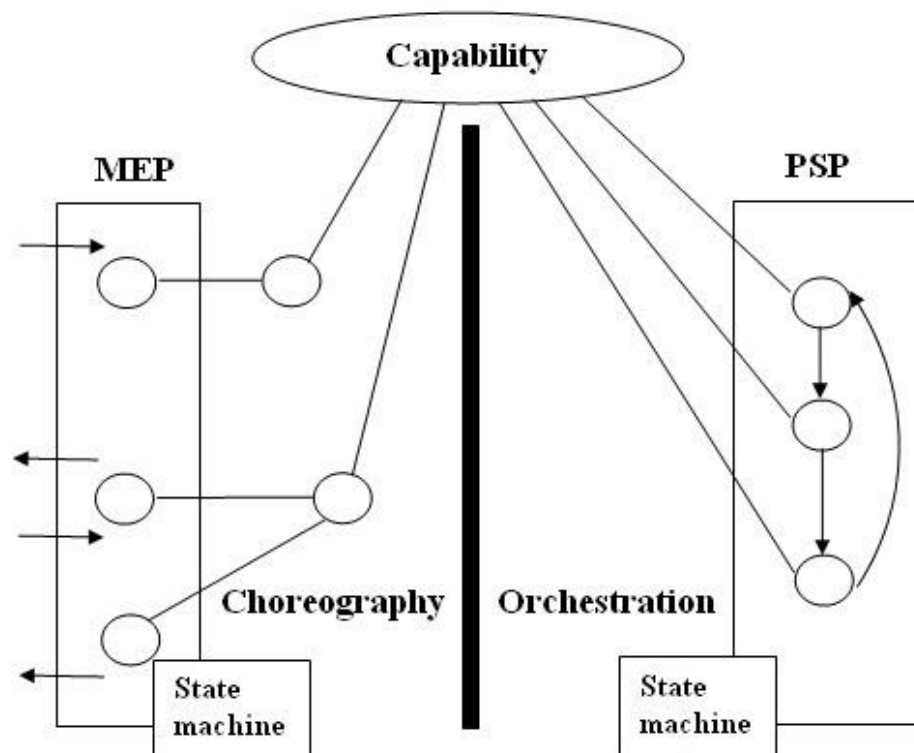 Capability
MEP
PSP
Choreography
Orchestration
State
machine
State
machine